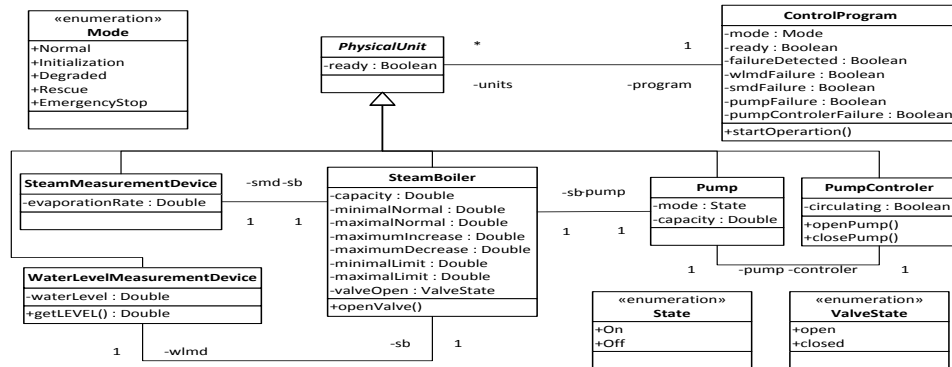 «enumeration»
Mode
+Normal
+Initialization
+Degraded
+Rescue
+EmergencyStop
PhysicalUnit
-ready : Boolean
*
-units
1
-program
ControlProgram
-mode : Mode
-ready : Boolean
-failureDetected : Boolean
-wlmdFailure : Boolean
-smdFailure : Boolean
-pumpFailure : Boolean
-pumpControlerFailure : Boolean
+startOperartion()
SteamMeasurementDevice
-evaporationRate : Double
-smd-sb
1 1
SteamBoiler
-capacity : Double
-minimalNormal : Double
-maximalNormal : Double
-maximumIncrease : Double
-maximumDecrease : Double
-minimalLimit : Double
-maximalLimit : Double
-valveOpen : ValveState
+openValve()
-sb-pump
1 1
Pump
-mode : State
-capacity : Double
PumpControler
-circulating : Boolean
+openPump()
+closePump()
1 -pump -controler 1
WaterLevelMeasurementDevice
-waterLevel : Double
+getLEVEL() : Double
1 -wlmd
-sb 1
«enumeration»
State
+On
+Off
«enumeration»
ValveState
+open
+closed